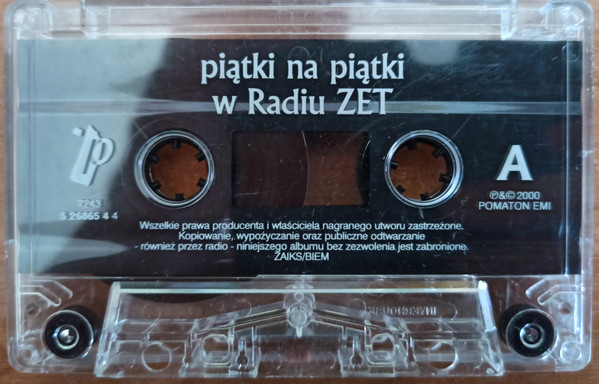 piątki na piątki
w Radiu ZET
A
7243
5 26865 4 4
℗&© 2000
POMATON EMI
Wszelkie prawa producenta i właściciela nagranego utworu zastrzeżone.
Kopiowanie, wypożyczanie oraz publiczne odtwarzanie
- również przez radio - niniejszego albumu bez zezwolenia jest zabronione.
ZAIKS/BIEM